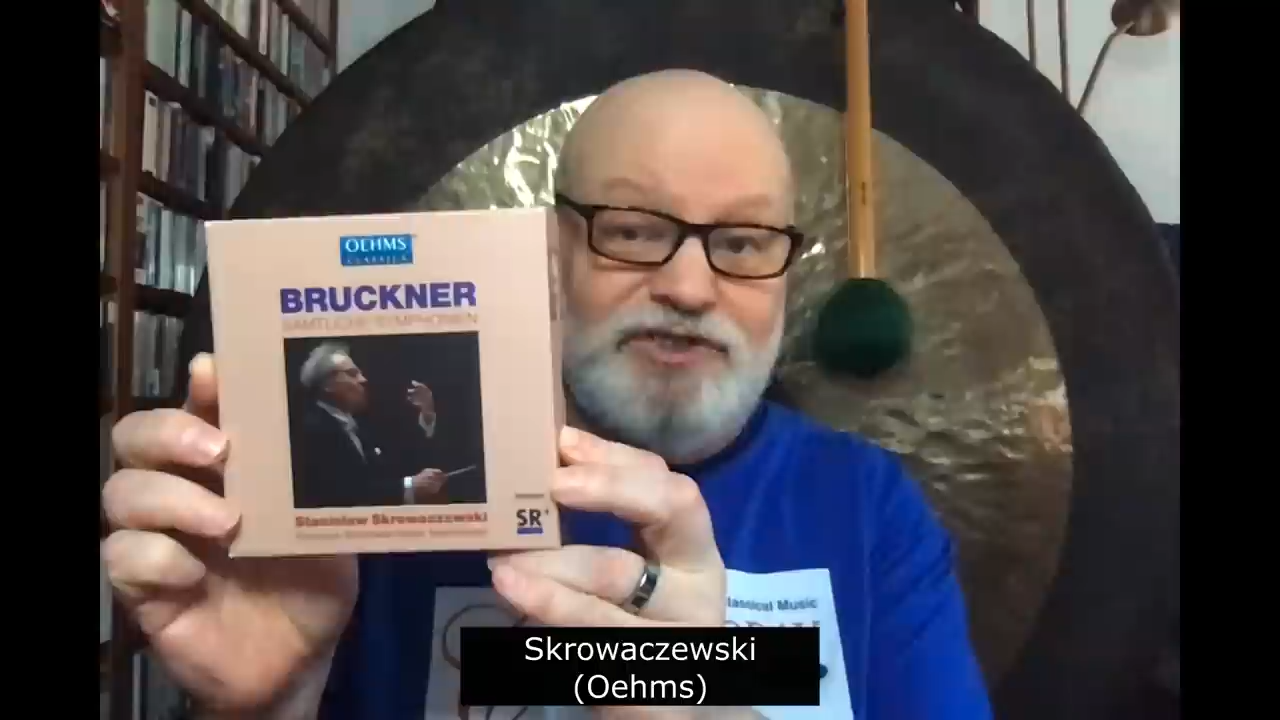 OEHMS
CLASSICS
BRUCKNER
SÄMTLICHE SYMPHONIEN
Stanisław Skrowaczewski
SR
Classical Music
Skrowaczewski
(Oehms)